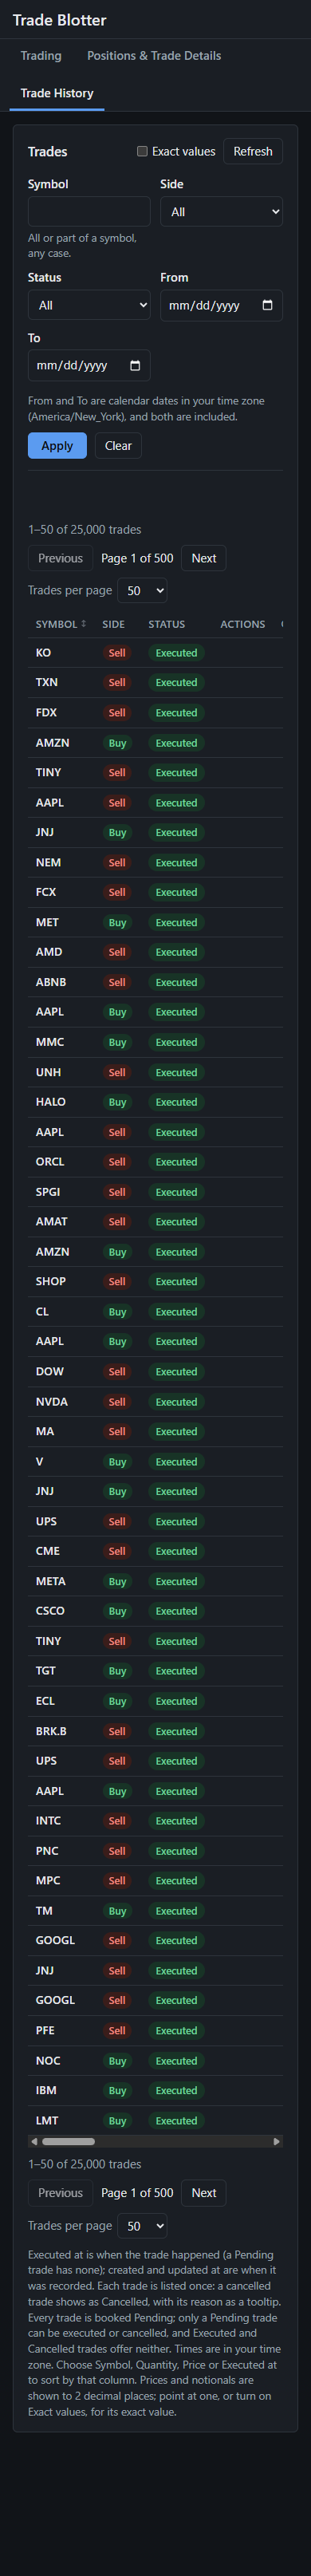 Trade Blotter
Trading Positions & Trade Details
Trade History
Trades Exact values Refresh
Symbol Side
All
All or part of a symbol,
any case.
Status From
All mm/dd/yyyy
To
mm/dd/yyyy
From and To are calendar dates in your time zone
(America/New_York), and both are included.
Apply Clear
1–50 of 25,000 trades
Previous Page 1 of 500 Next
Trades per page 50
SYMBOL ↕ SIDE STATUS ACTIONS
KO Sell Executed
TXN Sell Executed
FDX Sell Executed
AMZN Buy Executed
TINY Sell Executed
AAPL Sell Executed
JNJ Buy Executed
NEM Sell Executed
FCX Sell Executed
MET Buy Executed
AMD Sell Executed
ABNB Sell Executed
AAPL Buy Executed
MMC Buy Executed
UNH Sell Executed
HALO Buy Executed
AAPL Sell Executed
ORCL Sell Executed
SPGI Sell Executed
AMAT Sell Executed
AMZN Buy Executed
SHOP Sell Executed
CL Buy Executed
AAPL Buy Executed
DOW Sell Executed
NVDA Sell Executed
MA Sell Executed
V Buy Executed
JNJ Buy Executed
UPS Sell Executed
CME Sell Executed
META Buy Executed
CSCO Buy Executed
TINY Sell Executed
TGT Buy Executed
ECL Buy Executed
BRK.B Sell Executed
UPS Sell Executed
AAPL Buy Executed
INTC Sell Executed
PNC Sell Executed
MPC Sell Executed
TM Buy Executed
GOOGL Sell Executed
JNJ Sell Executed
GOOGL Sell Executed
PFE Sell Executed
NOC Buy Executed
IBM Buy Executed
LMT Buy Executed
1–50 of 25,000 trades
Previous Page 1 of 500 Next
Trades per page 50
Executed at is when the trade happened (a Pending
trade has none); created and updated at are when it
was recorded. Each trade is listed once: a cancelled
trade shows as Cancelled, with its reason as a tooltip.
Every trade is booked Pending; only a Pending trade
can be executed or cancelled, and Executed and
Cancelled trades offer neither. Times are in your time
zone. Choose Symbol, Quantity, Price or Executed at
to sort by that column. Prices and notionals are
shown to 2 decimal places; point at one, or turn on
Exact values, for its exact value.